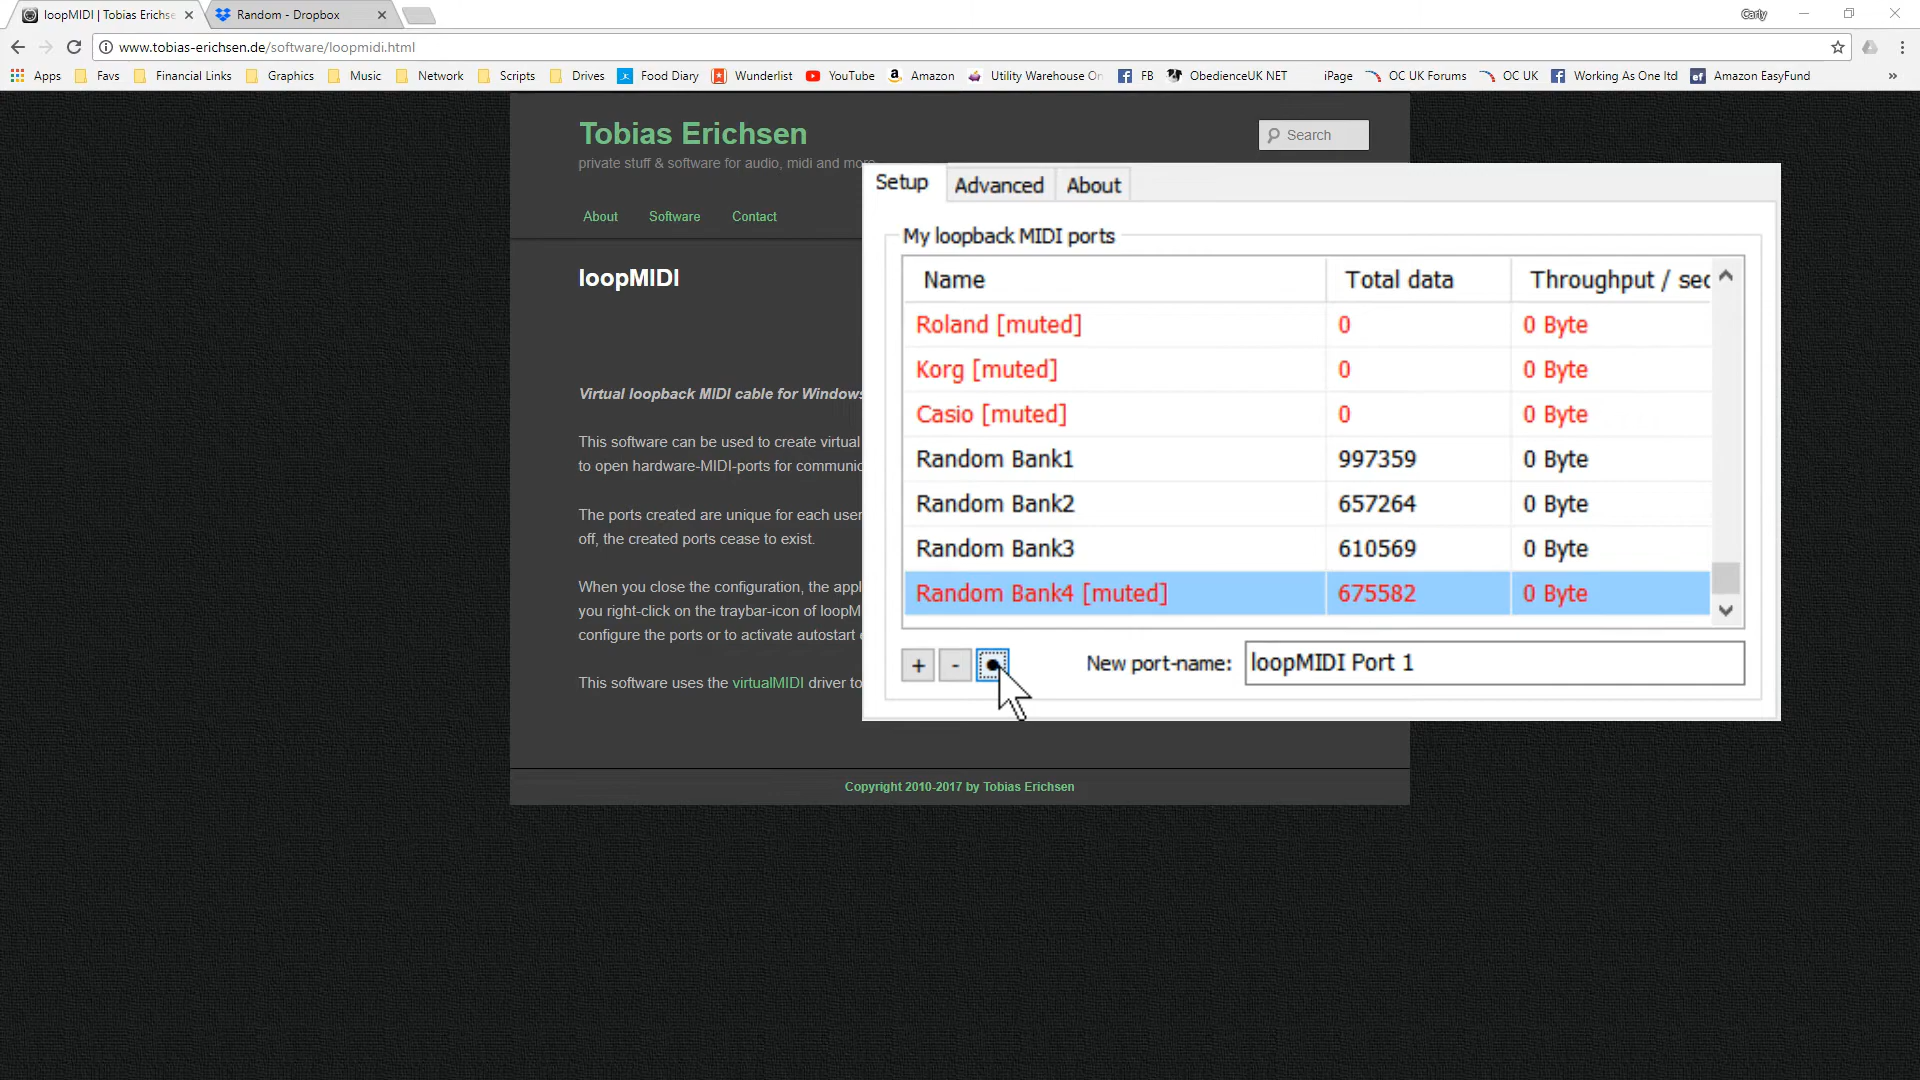 loopMIDI | Tobias Erichse
Random - Dropbox
Carly
www.tobias-erichsen.de/software/loopmidi.html
Apps Favs Financial Links Graphics Music Network Scripts Drives Food Diary Wunderlist YouTube Amazon Utility Warehouse On FB ObedienceUK NET iPage OC UK Forums OC UK Working As One ltd Amazon EasyFund »
Tobias Erichsen
Search
private stuff & software for audio, midi and more
About Software Contact
loopMIDI
Virtual loopback MIDI cable for Windows
This software can be used to create virtual
to open hardware-MIDI-ports for communic
The ports created are unique for each user
off, the created ports cease to exist.
When you close the configuration, the appl
you right-click on the traybar-icon of loopM
configure the ports or to activate autostart
This software uses the virtualMIDI driver to
Copyright 2010-2017 by Tobias Erichsen
Setup Advanced About
My loopback MIDI ports
Name Total data Throughput / sec
Roland [muted] 0 0 Byte
Korg [muted] 0 0 Byte
Casio [muted] 0 0 Byte
Random Bank1 997359 0 Byte
Random Bank2 657264 0 Byte
Random Bank3 610569 0 Byte
Random Bank4 [muted] 675582 0 Byte
+ - New port-name: loopMIDI Port 1